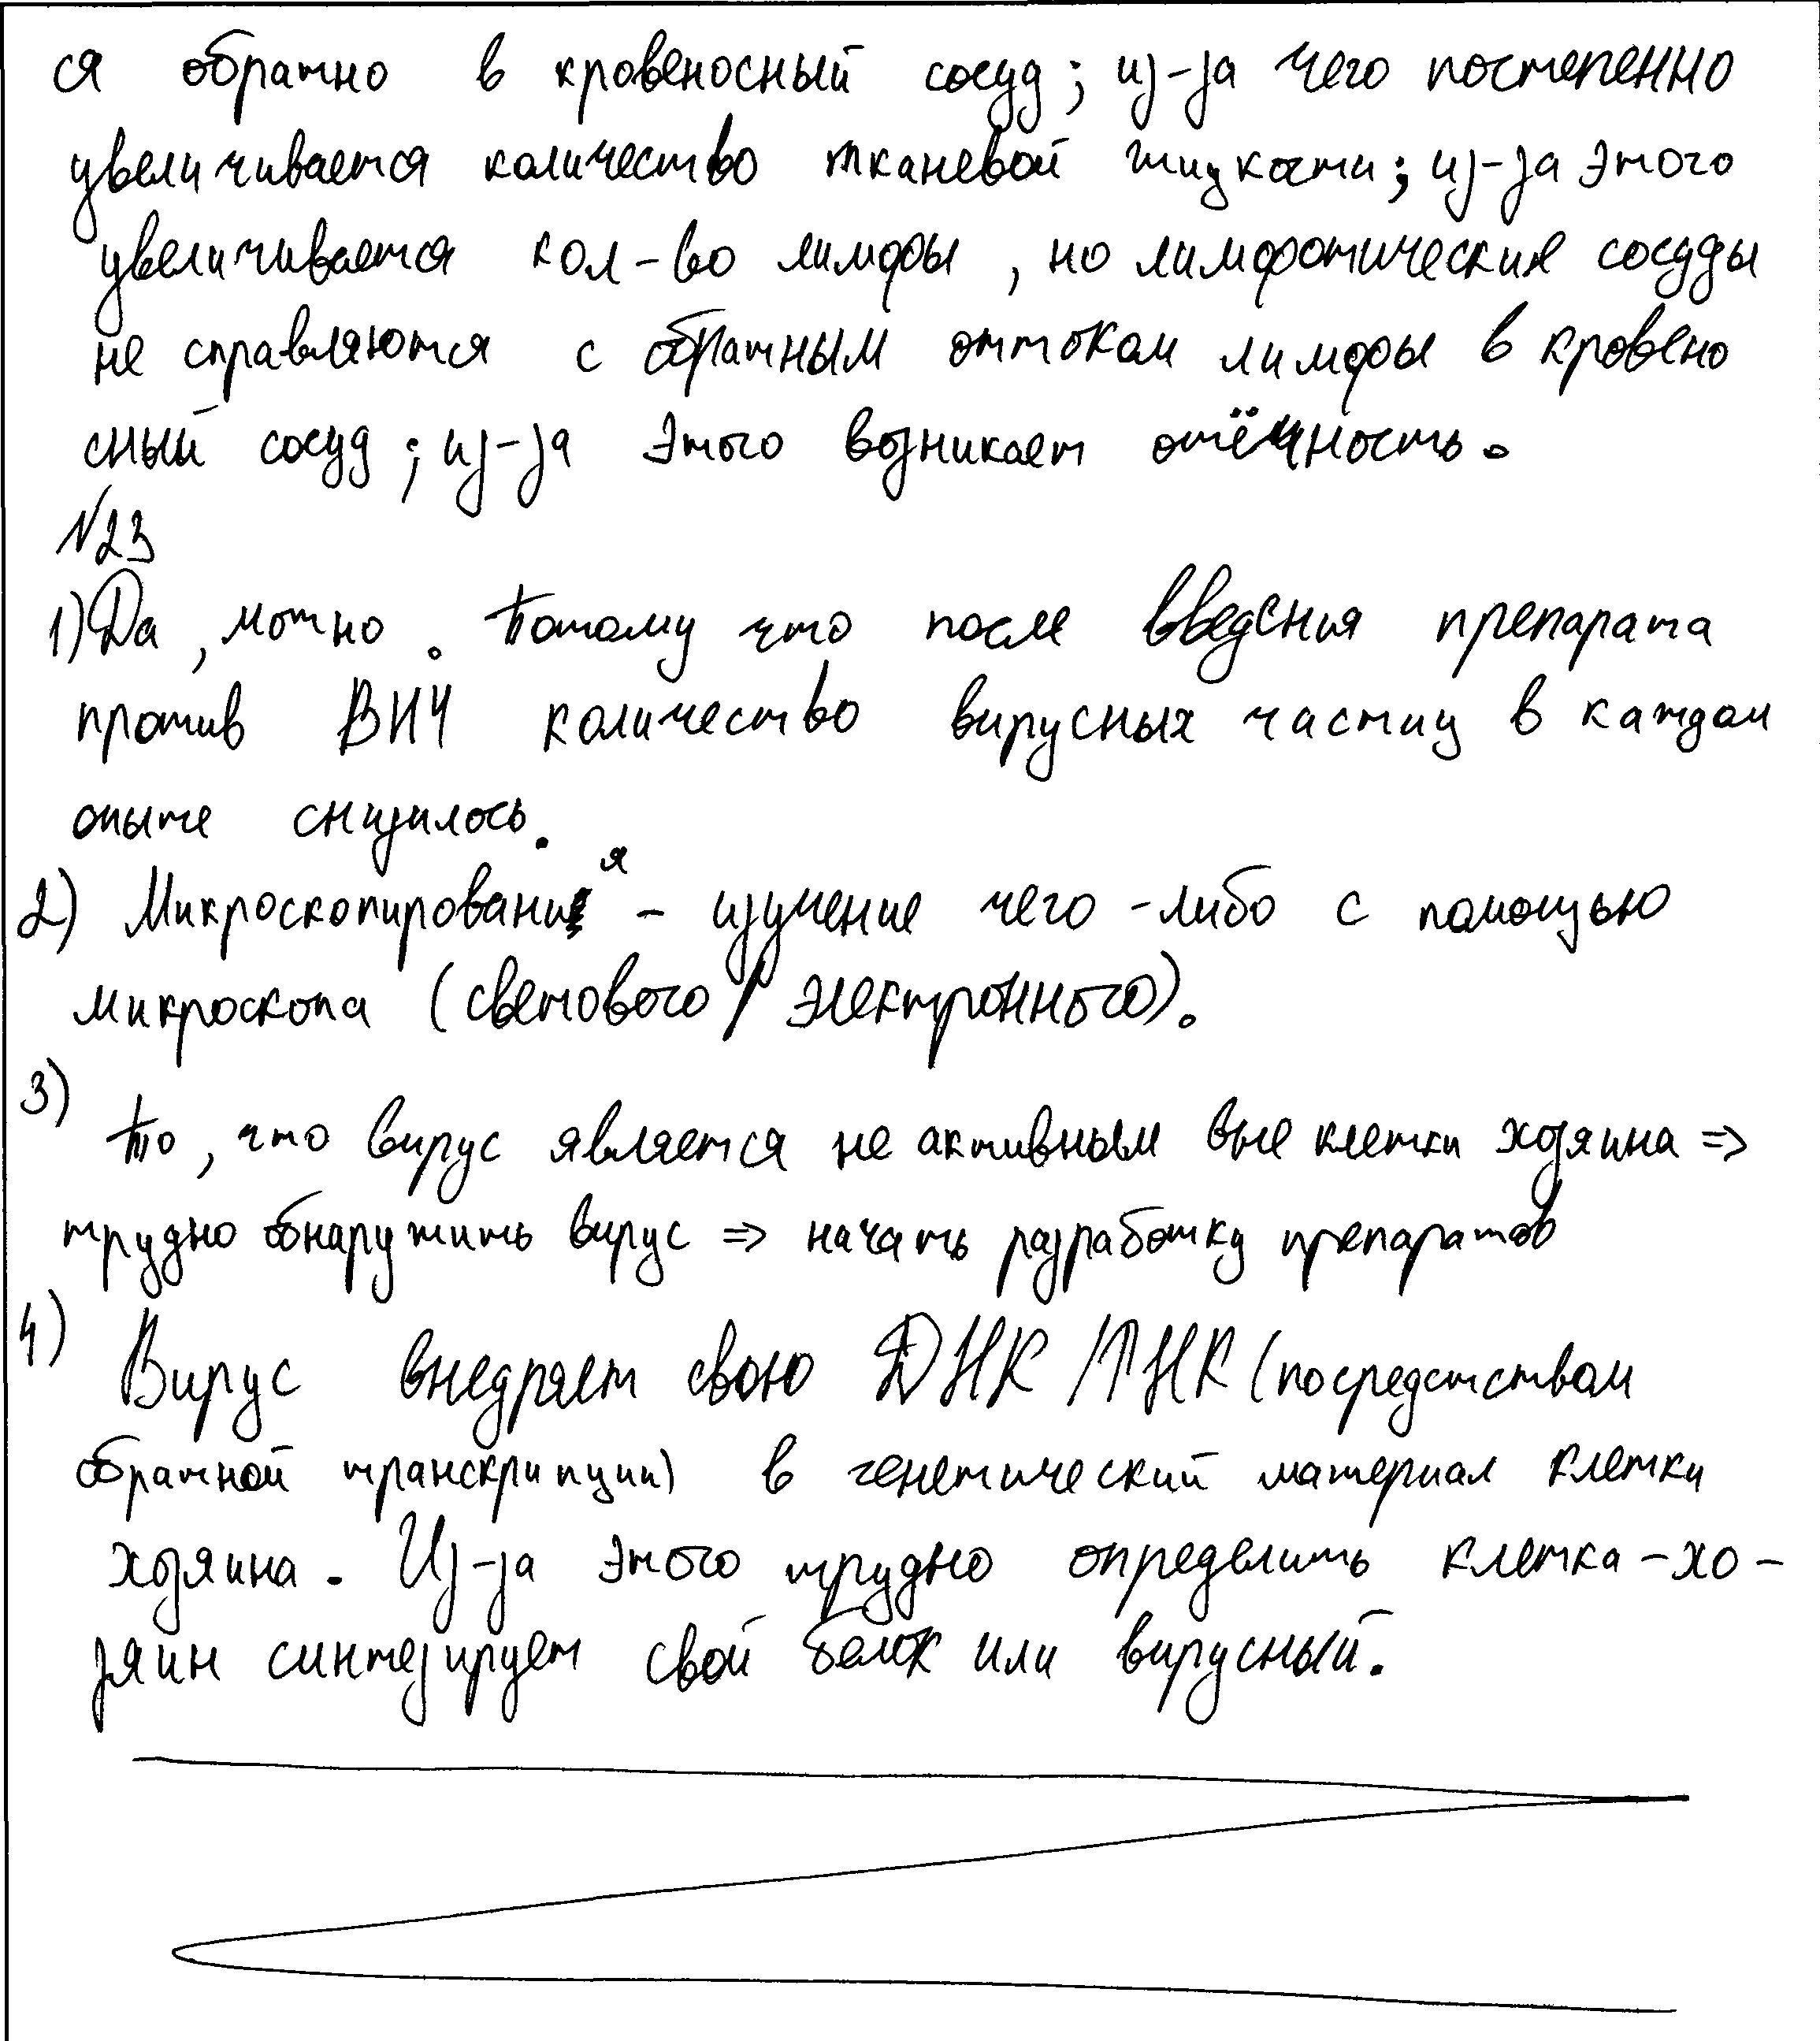 ся обратно в кровеносный сосуд; из-за чего постепенно
увеличивается количество тканевой жидкости; из-за этого
увеличивается кол-во лимфы, но лимфотические сосуды
не справляются с обратным оттоком лимфы в кровено
сный сосуд; из-за этого возникает отёчность.
№23
1) Да, можно. Потому что после введения препарата
против ВИЧ количество вирусных частиц в каждом
опыте снизилось.
2) Микроскопирования - изучение чего-либо с помощью
микроскопа (светового / электронного).
3) То, что вирус является не активным вне клетки хозяина =>
трудно обнаружить вирус => начать разработку препаратов
4) Вирус внедряет свою ДНК/РНК (посредством
обратной транскрипции) в генетический материал клетки
хозяина. Из-за этого трудно определить клетка-хо-
зяин синтезирует свой белок или вирусный.